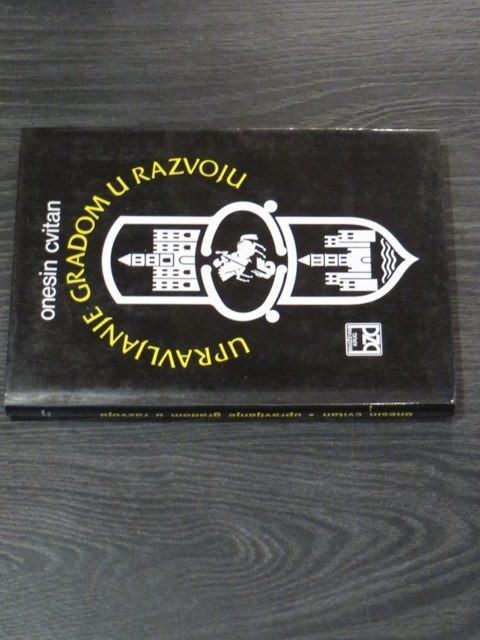 onesin cvitan
UPRAVLJANJE GRADOM U RAZVOJU
onesin cvitan • upravljanje gradom u razvoju